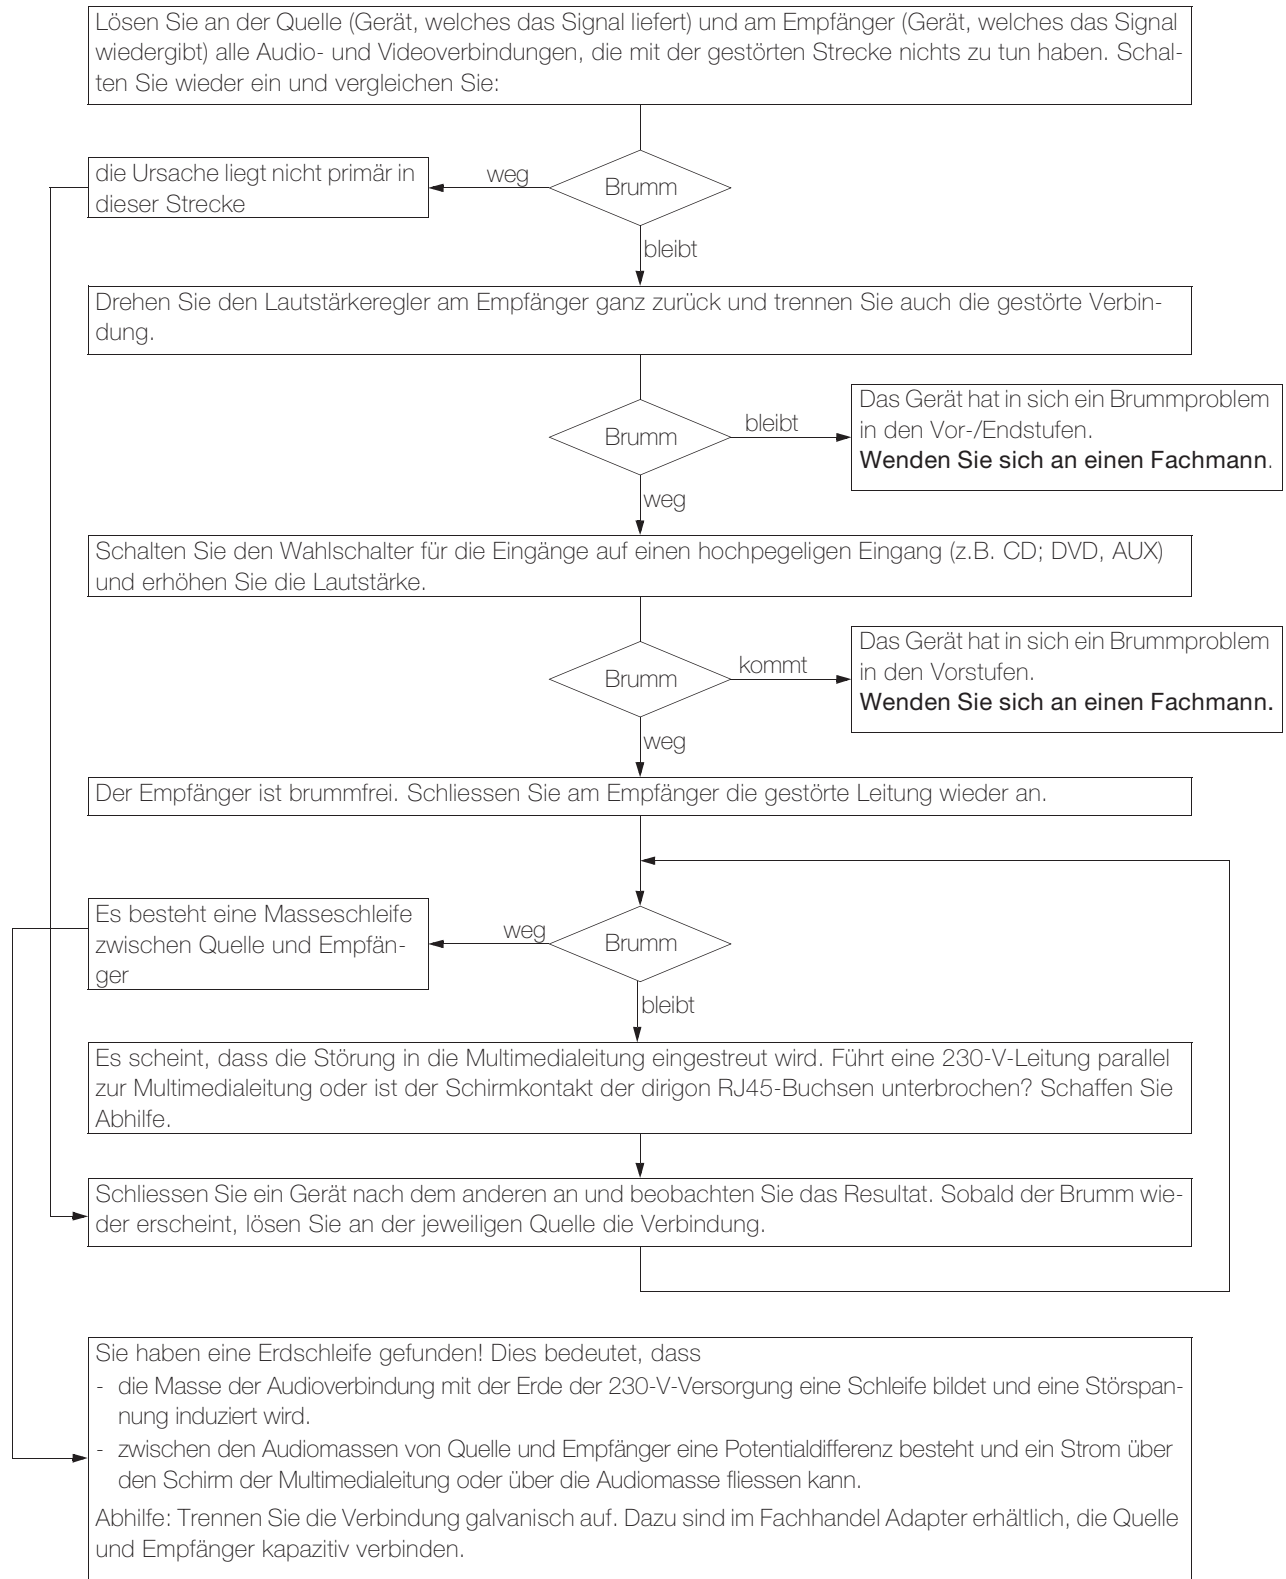 Lösen Sie an der Quelle (Gerät, welches das Signal liefert) und am Empfänger (Gerät, welches das Signal
wiedergibt) alle Audio- und Videoverbindungen, die mit der gestörten Strecke nichts zu tun haben. Schal-
ten Sie wieder ein und vergleichen Sie:
die Ursache liegt nicht primär in
dieser Strecke
weg
Brumm
bleibt
Drehen Sie den Lautstärkeregler am Empfänger ganz zurück und trennen Sie auch die gestörte Verbin-
dung.
Brumm
bleibt
Das Gerät hat in sich ein Brummproblem
in den Vor-/Endstufen.
Wenden Sie sich an einen Fachmann.
weg
Schalten Sie den Wahlschalter für die Eingänge auf einen hochpegeligen Eingang (z.B. CD; DVD, AUX)
und erhöhen Sie die Lautstärke.
Brumm
kommt
Das Gerät hat in sich ein Brummproblem
in den Vorstufen.
Wenden Sie sich an einen Fachmann.
weg
Der Empfänger ist brummfrei. Schliessen Sie am Empfänger die gestörte Leitung wieder an.
Es besteht eine Masseschleife
zwischen Quelle und Empfän-
ger
weg
Brumm
bleibt
Es scheint, dass die Störung in die Multimedialeitung eingestreut wird. Führt eine 230-V-Leitung parallel
zur Multimedialeitung oder ist der Schirmkontakt der dirigon RJ45-Buchsen unterbrochen? Schaffen Sie
Abhilfe.
Schliessen Sie ein Gerät nach dem anderen an und beobachten Sie das Resultat. Sobald der Brumm wie-
der erscheint, lösen Sie an der jeweiligen Quelle die Verbindung.
Sie haben eine Erdschleife gefunden! Dies bedeutet, dass
- die Masse der Audioverbindung mit der Erde der 230-V-Versorgung eine Schleife bildet und eine Störspan-
nung induziert wird.
- zwischen den Audiomassen von Quelle und Empfänger eine Potentialdifferenz besteht und ein Strom über
den Schirm der Multimedialeitung oder über die Audiomasse fliessen kann.
Abhilfe: Trennen Sie die Verbindung galvanisch auf. Dazu sind im Fachhandel Adapter erhältlich, die Quelle
und Empfänger kapazitiv verbinden.